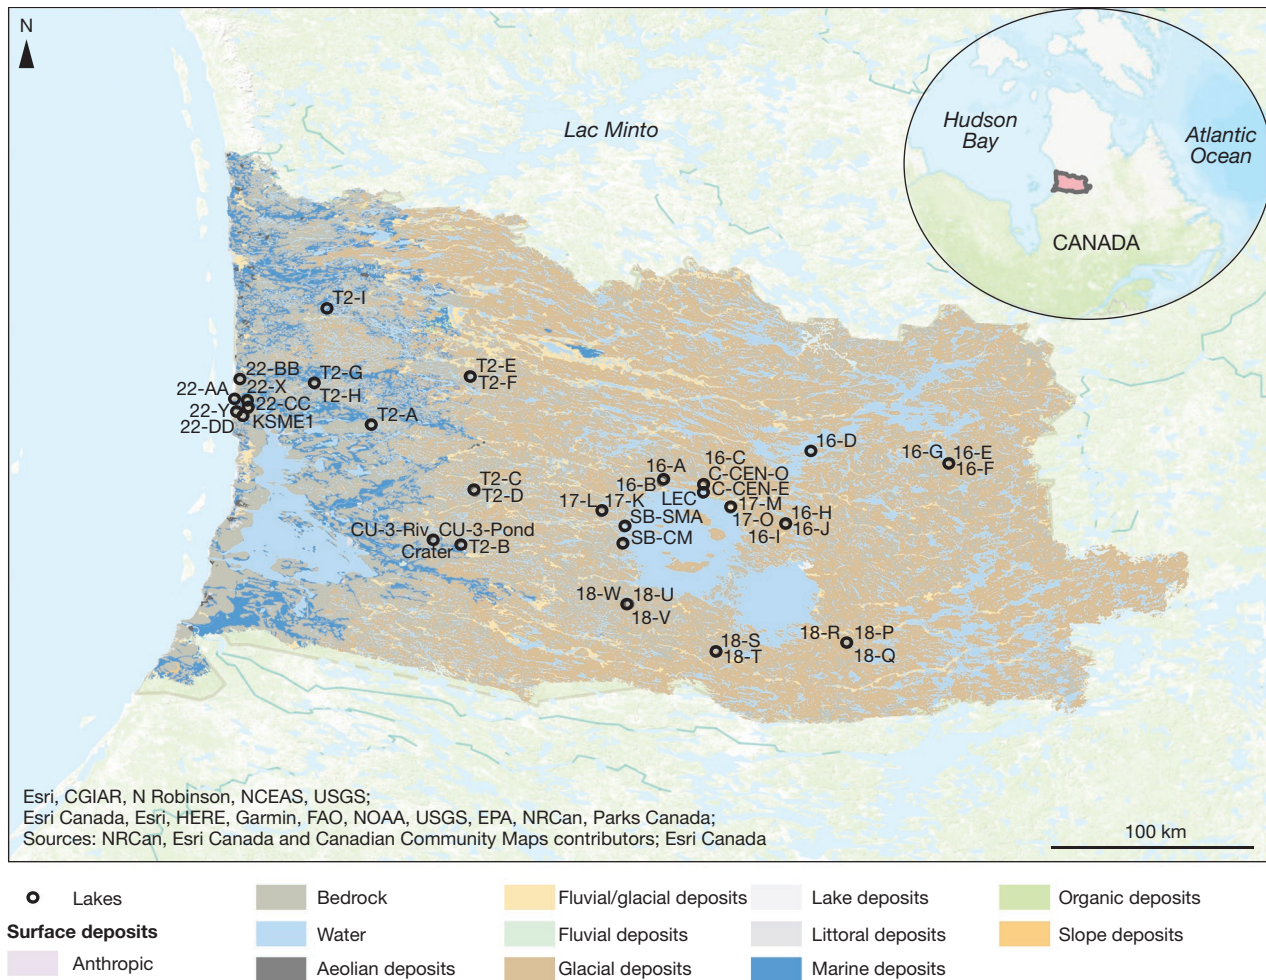 N
Lac Minto
Hudson
Bay
Atlantic
Ocean
CANADA
T2-I
22-BB
22-AA
22-X
22-CC
22-Y
22-DD
KSME1
T2-G
T2-H
T2-A
T2-E
T2-F
T2-C
T2-D
CU-3-Riv
CU-3-Pond
Crater
T2-B
16-A
16-B
16-C
C-CEN-O
C-CEN-E
LEC
17-L
17-K
SB-SMA
SB-CM
17-M
17-O
16-D
16-H
16-I
16-J
16-G
16-E
16-F
18-W
18-U
18-V
18-S
18-T
18-R
18-P
18-Q
Esri, CGIAR, N Robinson, NCEAS, USGS;
Esri Canada, Esri, HERE, Garmin, FAO, NOAA, USGS, EPA, NRCan, Parks Canada;
Sources: NRCan, Esri Canada and Canadian Community Maps contributors; Esri Canada
100 km
Lakes
Surface deposits
Anthropic
Bedrock
Water
Aeolian deposits
Fluvial/glacial deposits
Fluvial deposits
Glacial deposits
Lake deposits
Littoral deposits
Marine deposits
Organic deposits
Slope deposits